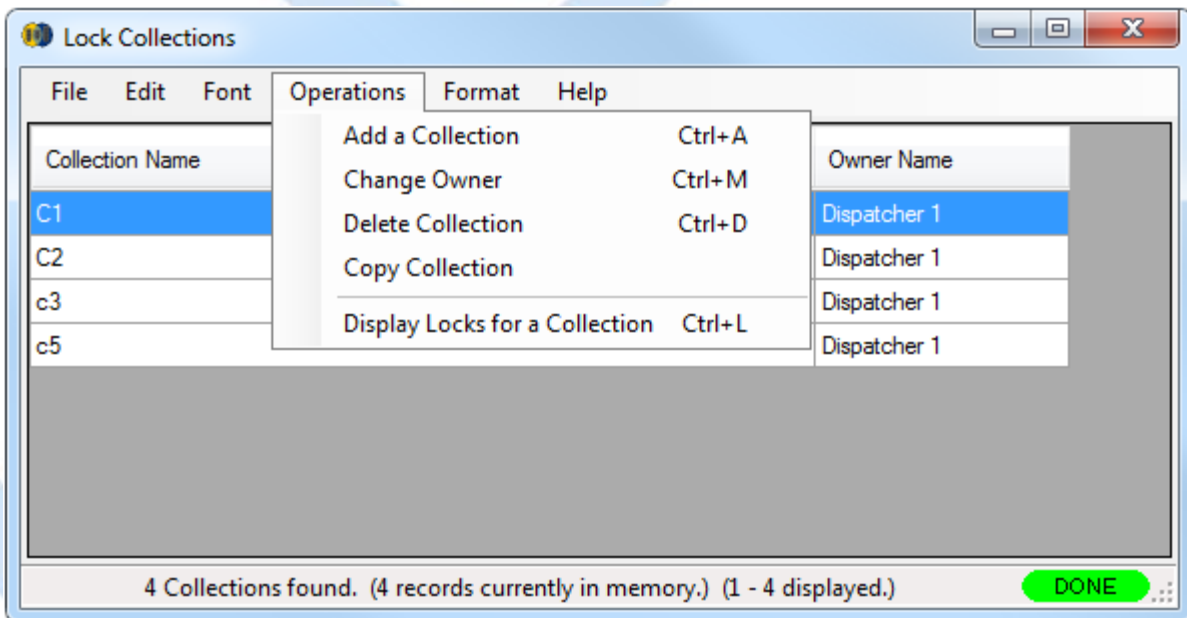 Lock Collections
File Edit Font Operations Format Help
Collection Name Owner Name
Add a Collection Ctrl+A
Change Owner Ctrl+M
Delete Collection Ctrl+D
Copy Collection
Display Locks for a Collection Ctrl+L
C1 Dispatcher 1
C2 Dispatcher 1
c3 Dispatcher 1
c5 Dispatcher 1
4 Collections found. (4 records currently in memory.) (1 - 4 displayed.) DONE